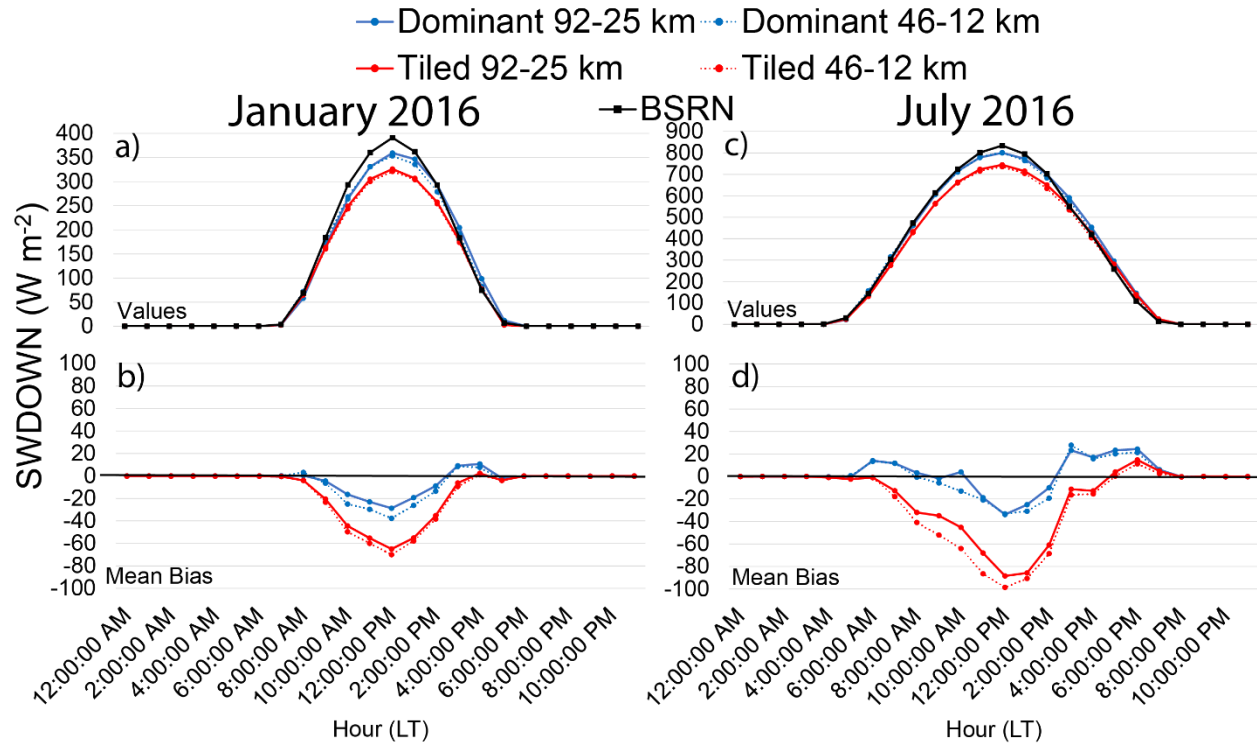 Dominant 92-25 km Dominant 46-12 km
Tiled 92-25 km Tiled 46-12 km
January 2016 BSRN July 2016
SWDOWN (W m-2)
a)
400
350
300
250
200
150
100
50
0
Values
c)
900
800
700
600
500
400
300
200
100
0
Values
b)
100
80
60
40
20
0
-20
-40
-60
-80
-100
Mean Bias
d)
100
80
60
40
20
0
-20
-40
-60
-80
-100
Mean Bias
12:00:00 AM
2:00:00 AM
4:00:00 AM
6:00:00 AM
8:00:00 AM
10:00:00 AM
12:00:00 PM
2:00:00 PM
4:00:00 PM
6:00:00 PM
8:00:00 PM
10:00:00 PM
Hour (LT)
12:00:00 AM
2:00:00 AM
4:00:00 AM
6:00:00 AM
8:00:00 AM
10:00:00 AM
12:00:00 PM
2:00:00 PM
4:00:00 PM
6:00:00 PM
8:00:00 PM
10:00:00 PM
Hour (LT)